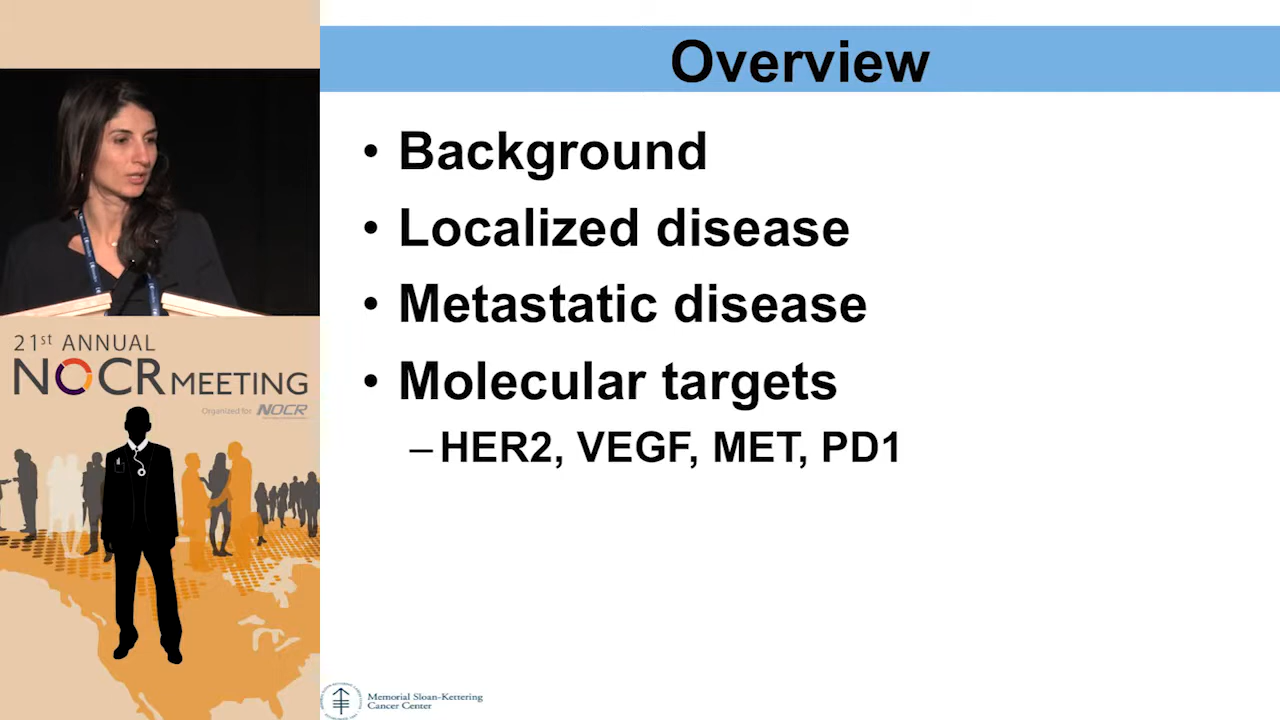 Overview
• Background
• Localized disease
• Metastatic disease
• Molecular targets
–HER2, VEGF, MET, PD1
21st ANNUAL
NOCR MEETING
Organized for NOCR
Memorial Sloan-Kettering
Cancer Center